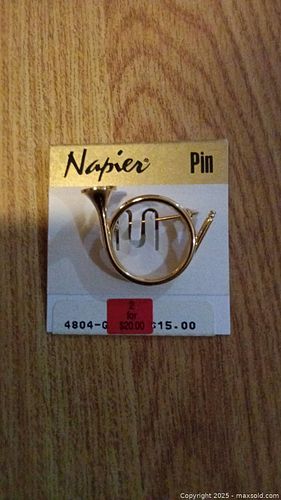 Napier® Pin
2
for
$20.00
4804-G $15.00
Copyright 2025 - maxsold.com